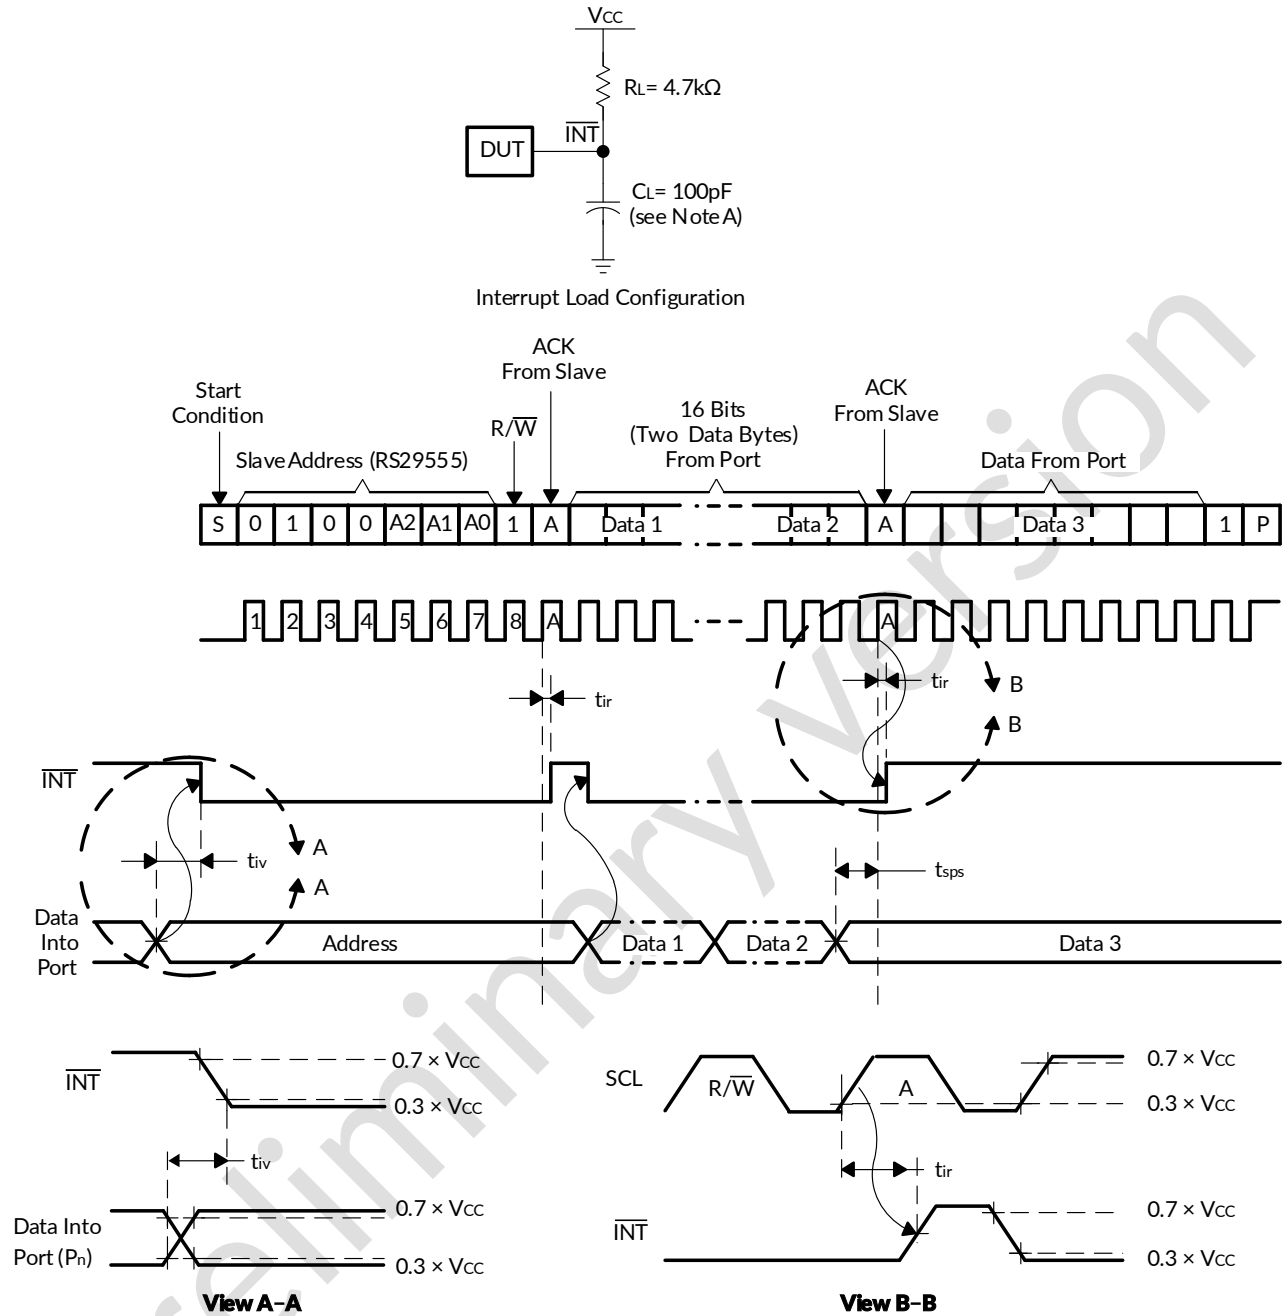 Vcc
RL= 4.7kΩ
INT
DUT
CL= 100pF
(see Note A)
Interrupt Load Configuration
ACK
From Slave
Start
Condition
R/W
16 Bits
(Two Data Bytes)
From Port
ACK
From Slave
Slave Address (RS29555)
Data From Port
S 0 1 0 0 A2 A1 A0 1 A Data 1 Data 2 A Data 3 1 P
1 2 3 4 5 6 7 8 A A
tir
tir
B
B
INT
tiv
A
A
tsps
Data
Into
Port
Address
Data 1
Data 2
Data 3
INT
0.7 × Vcc
0.3 × Vcc
tiv
Data Into
Port (Pn)
0.7 × Vcc
0.3 × Vcc
View A–A
SCL
R/W
A
0.7 × Vcc
0.3 × Vcc
tir
INT
0.7 × Vcc
0.3 × Vcc
View B–B
reliminary version